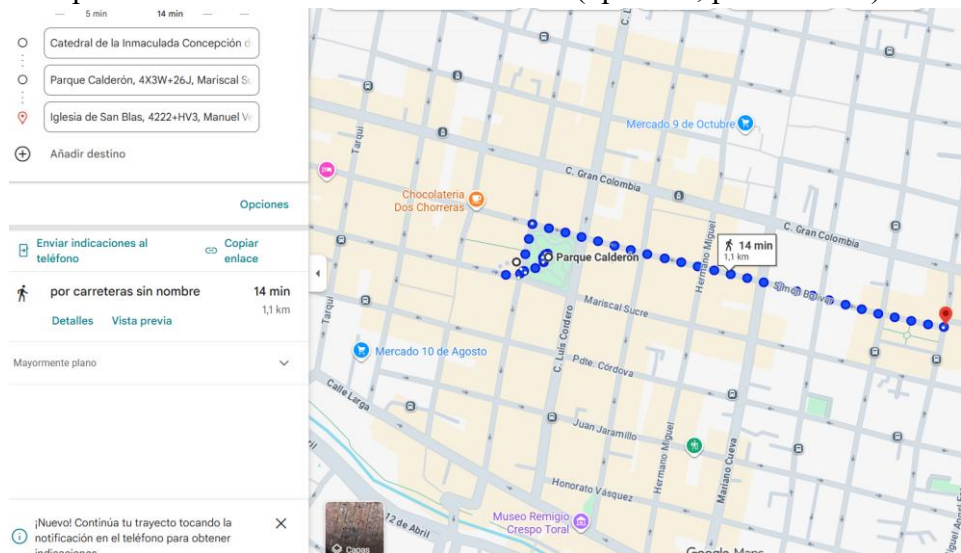 5 min 14 min
Catedral de la Inmaculada Concepción d
Parque Calderón, 4X3W+26J, Mariscal Su
Iglesia de San Blas, 4222+HV3, Manuel Ve
Añadir destino
Opciones
Enviar indicaciones al
teléfono
Copiar
enlace
por carreteras sin nombre 14 min
1,1 km
Detalles Vista previa
Mayormente plano
¡Nuevo! Continúa tu trayecto tocando la
notificación en el teléfono para obtener
indicaciones
Mercado 9 de Octubre
Tarqui
C. Gran Colombia
Chocolateria
Dos Chorreras
C. Gran Colombia
Hermano Miguel
14 min
1,1 km
Parque Calderón
Simón Bolívar
Mariscal Sucre
Tarqui
C. Luis Cordero
Mercado 10 de Agosto
Pdte. Córdova
Calle Larga
Juan Jaramillo
Hermano Miguel
Mariano Cueva
Honorato Vásquez
Museo Remigio
Crespo Toral
12 de Abril
Capas
Google Maps